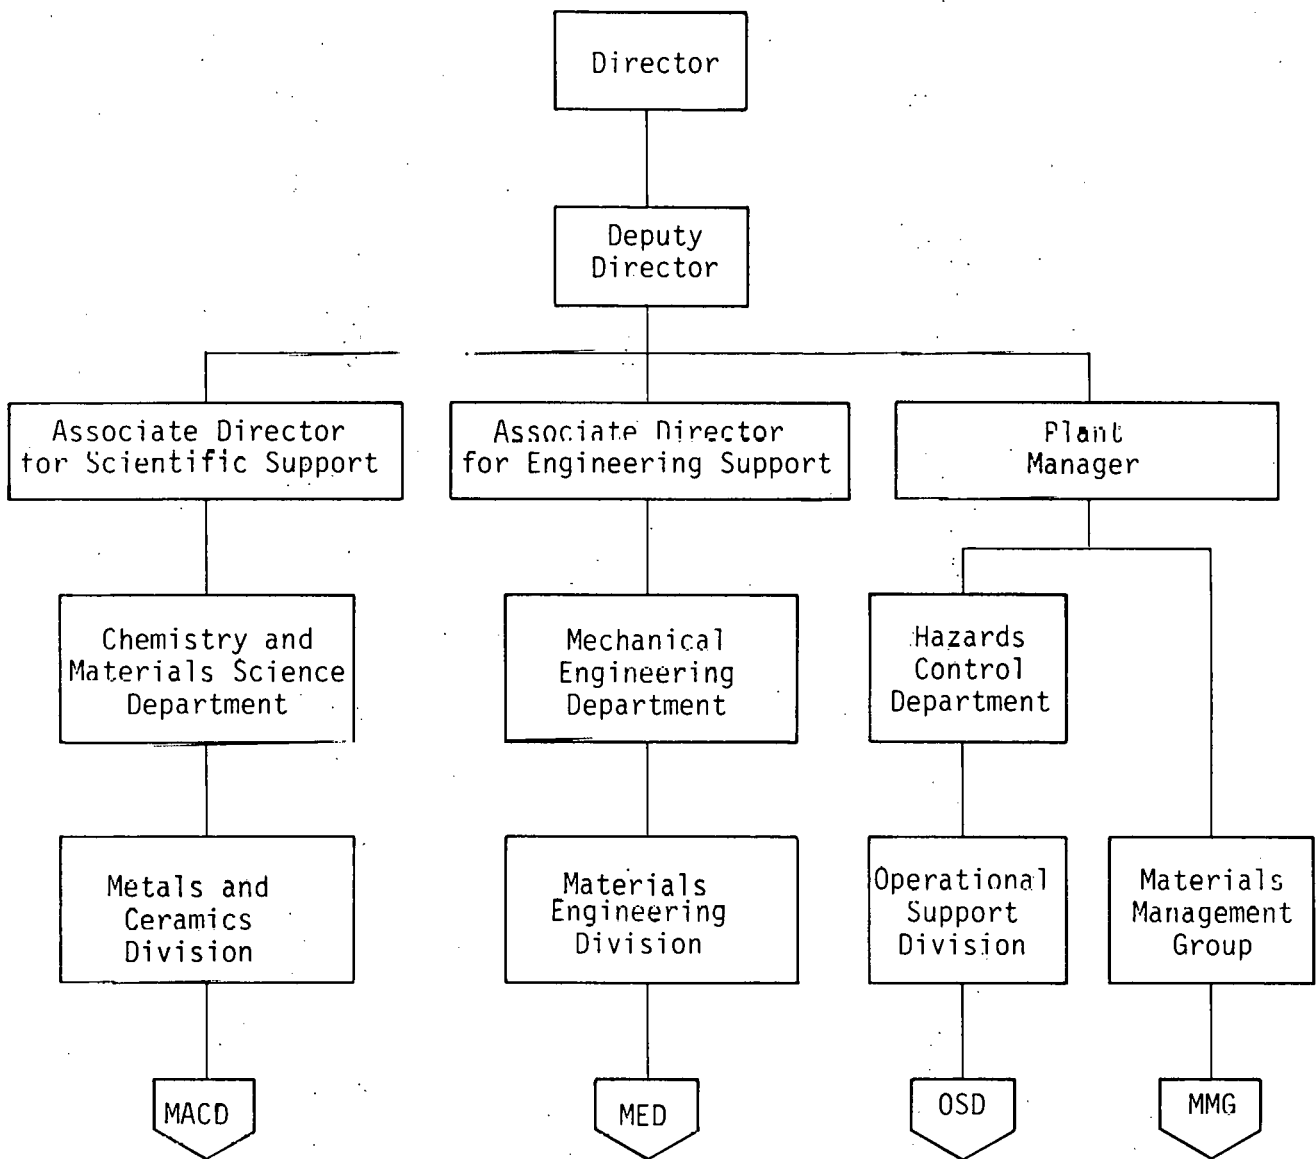 Director
Deputy
Director
Associate Director
for Scientific Support
Associate Director
for Engineering Support
Plant
Manager
Chemistry and
Materials Science
Department
Mechanical
Engineering
Department
Hazards
Control
Department
Metals and
Ceramics
Division
Materials
Engineering
Division
Operational
Support
Division
Materials
Management
Group
MACD
MED
OSD
MMG